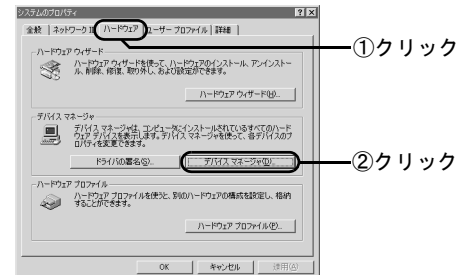 システムのプロパティ
全般 ネットワーク ID ハードウェア ユーザー プロファイル 詳細
①クリック
ハードウェア ウィザード
ハードウェア ウィザードを使って、ハードウェアのインストール、アンインストー
ル、削除、修復、取り外し、および設定ができます。
ハードウェア ウィザード(W)...
デバイス マネージャ
デバイス マネージャは、コンピュータにインストールされているすべてのハード
ウェア デバイスを表示します。デバイス マネージャを使って、各デバイスのプ
ロパティを変更できます。
ドライバの署名(S)... デバイス マネージャ(D)...
②クリック
ハードウェア プロファイル
ハードウェア プロファイルを使うと、別のハードウェアの構成を設定し、格納
することができます。
ハードウェア プロファイル(P)...
OK キャンセル 適用(A)